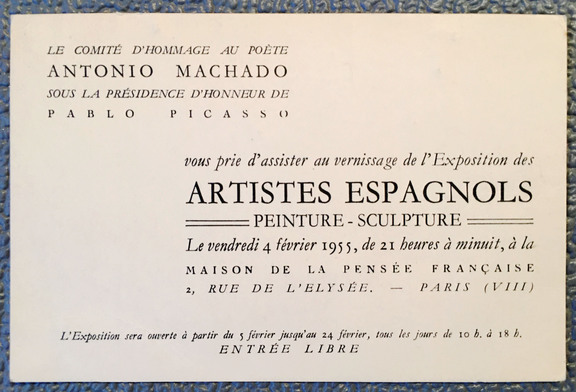 LE COMITÉ D'HOMMAGE AU POÈTE
ANTONIO MACHADO
SOUS LA PRÉSIDENCE D'HONNEUR DE
PABLO PICASSO
vous prie d'assister au vernissage de l'Exposition des
ARTISTES ESPAGNOLS
PEINTURE - SCULPTURE
Le vendredi 4 février 1955, de 21 heures à minuit, à la
MAISON DE LA PENSÉE FRANÇAISE
2, RUE DE L'ELYSÉE. — PARIS (VIII)
L'Exposition sera ouverte à partir du 5 février jusqu'au 24 février, tous les jours de 10 h. à 18 h.
ENTRÉE LIBRE